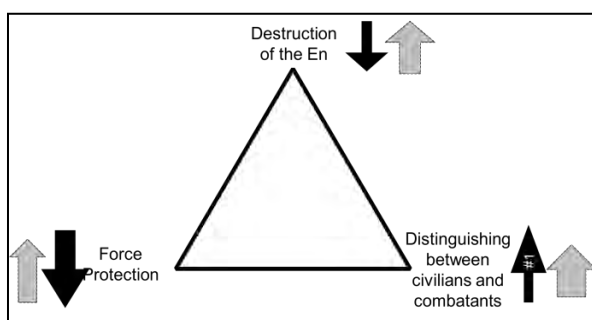 Destruction
of the En
Force
Protection
Distinguishing
between
civilians and
combatants
#1